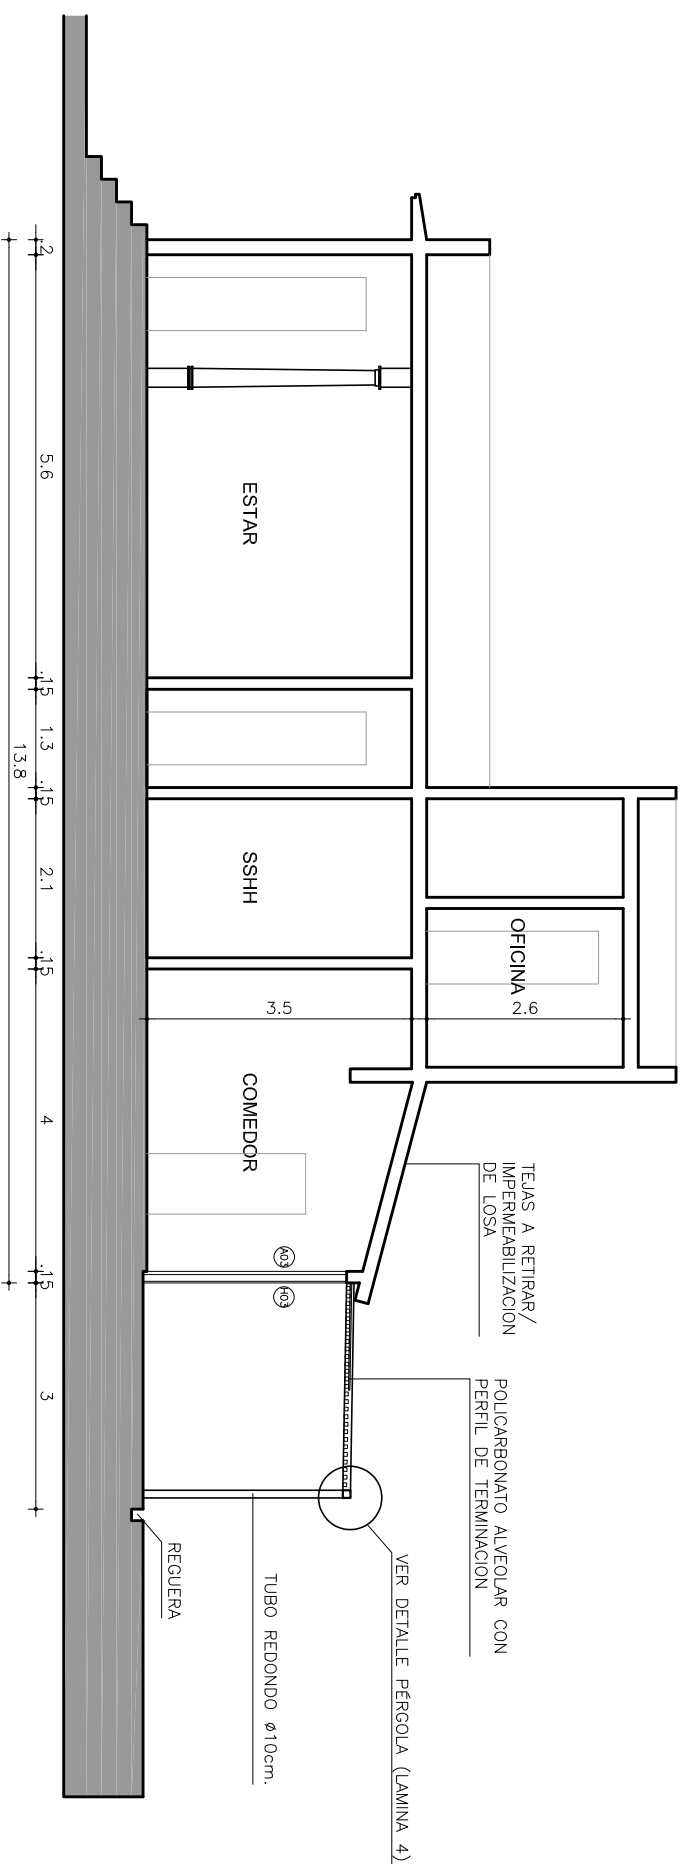 OFICINA
2.6
TEJAS A RETIRAR/
IMPERMEABILIZACION
DE LOSA
POLICARBONATO ALVEOLAR CON
PERFIL DE TERMINACION
VER DETALLE PÉRGOLA (LAMINA 4)
ESTAR
SSHH
3.5
COMEDOR
A03
H03
TUBO REDONDO ø10cm.
REGUERA
.2
5.6
.15
1.3
.15
2.1
.15
4
.15
3
13.8